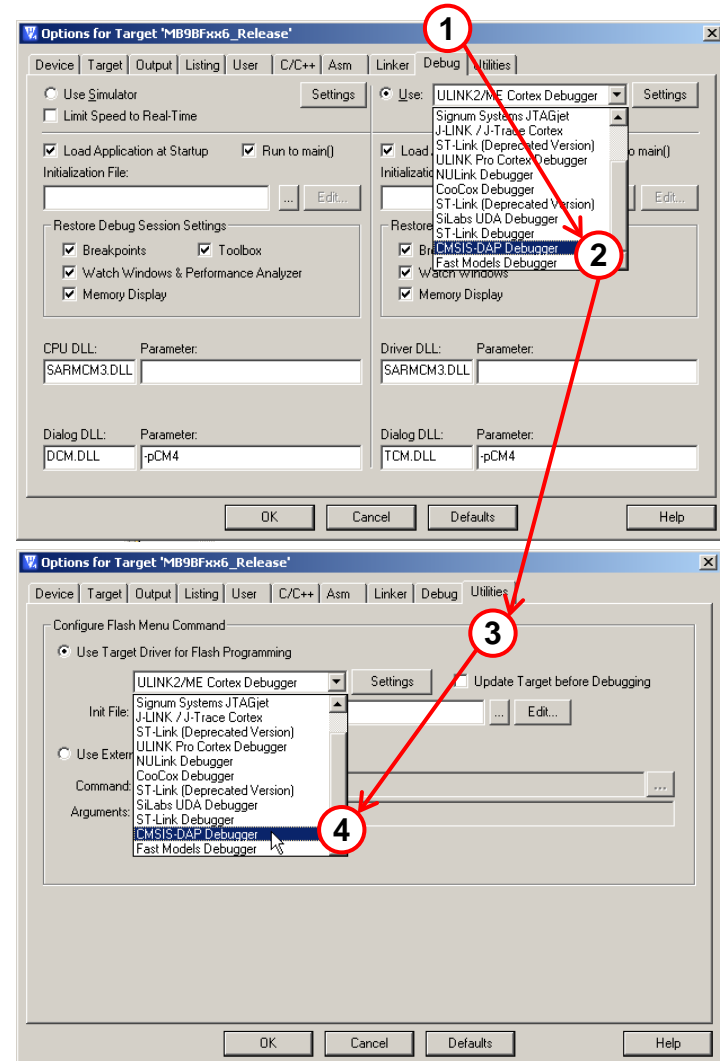 Options for Target 'MB9BFxx6_Release'
1
Device Target Output Listing User C/C++ Asm Linker Debug Utilities
Use Simulator Settings Use: ULINK2/ME Cortex Debugger Settings
Limit Speed to Real-Time
Signum Systems JTAGjet
J-LINK / J-Trace Cortex
ST-Link (Deprecated Version)
ULINK Pro Cortex Debugger
NULink Debugger
CooCox Debugger
ST-Link (Deprecated Version)
SiLabs UDA Debugger
ST-Link Debugger
CMSIS-DAP Debugger
Fast Models Debugger
2
Load Application at Startup Run to main() Load o main()
Initialization File: Initializatio
... Edit... Edit...
Restore Debug Session Settings Restore
Breakpoints Toolbox Br
Watch Windows & Performance Analyzer Watch Windows
Memory Display Memory Display
CPU DLL: Parameter: Driver DLL: Parameter:
SARMCM3.DLL SARMCM3.DLL
Dialog DLL: Parameter: Dialog DLL: Parameter:
DCM.DLL -pCM4 TCM.DLL -pCM4
OK Cancel Defaults Help
Options for Target 'MB9BFxx6_Release'
Device Target Output Listing User C/C++ Asm Linker Debug Utilities
Configure Flash Menu Command
3
Use Target Driver for Flash Programming
ULINK2/ME Cortex Debugger Settings Update Target before Debugging
Init File: ... Edit...
Signum Systems JTAGjet
J-LINK / J-Trace Cortex
ST-Link (Deprecated Version)
ULINK Pro Cortex Debugger
NULink Debugger
CooCox Debugger
ST-Link (Deprecated Version)
SiLabs UDA Debugger
ST-Link Debugger
CMSIS-DAP Debugger
Fast Models Debugger
4
Use Extern
Command: ...
Arguments:
OK Cancel Defaults Help